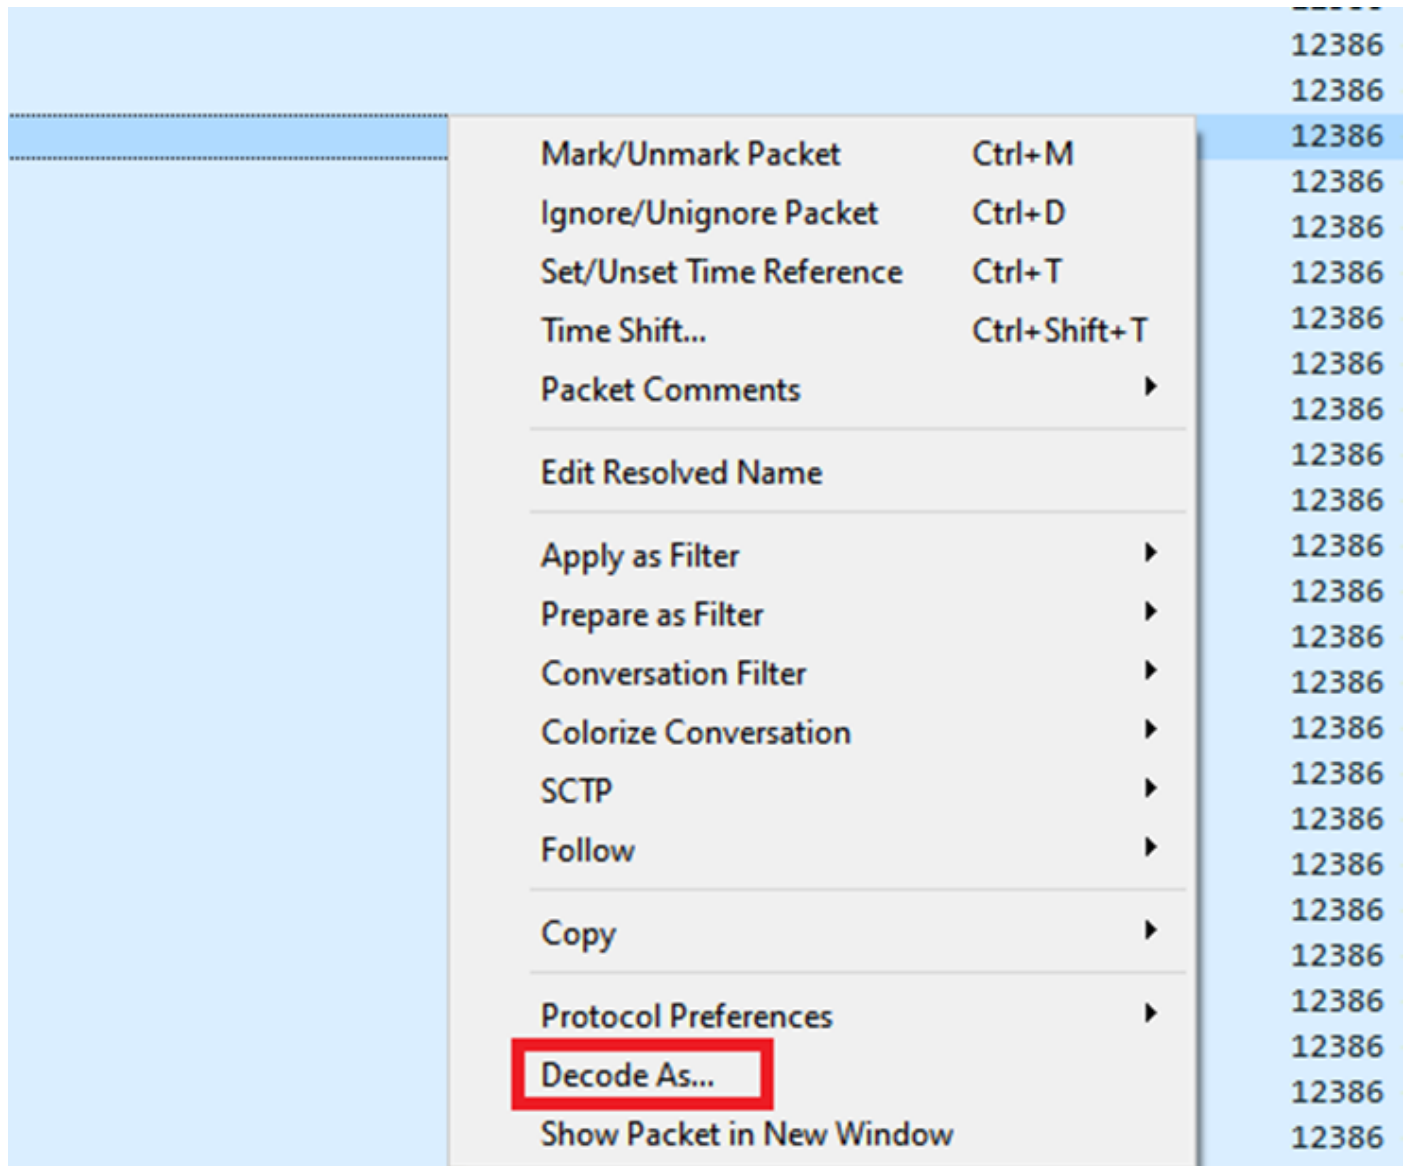 12386
12386
12386
Mark/Unmark Packet Ctrl+M
12386
Ignore/Unignore Packet Ctrl+D
12386
Set/Unset Time Reference Ctrl+T
12386
Time Shift... Ctrl+Shift+T
12386
12386
Packet Comments
12386
12386
Edit Resolved Name
12386
Apply as Filter
12386
12386
Prepare as Filter
12386
Conversation Filter
12386
Colorize Conversation
12386
12386
SCTP
12386
Follow
12386
12386
Copy
12386
12386
Protocol Preferences
12386
Decode As...
12386
Show Packet in New Window
12386